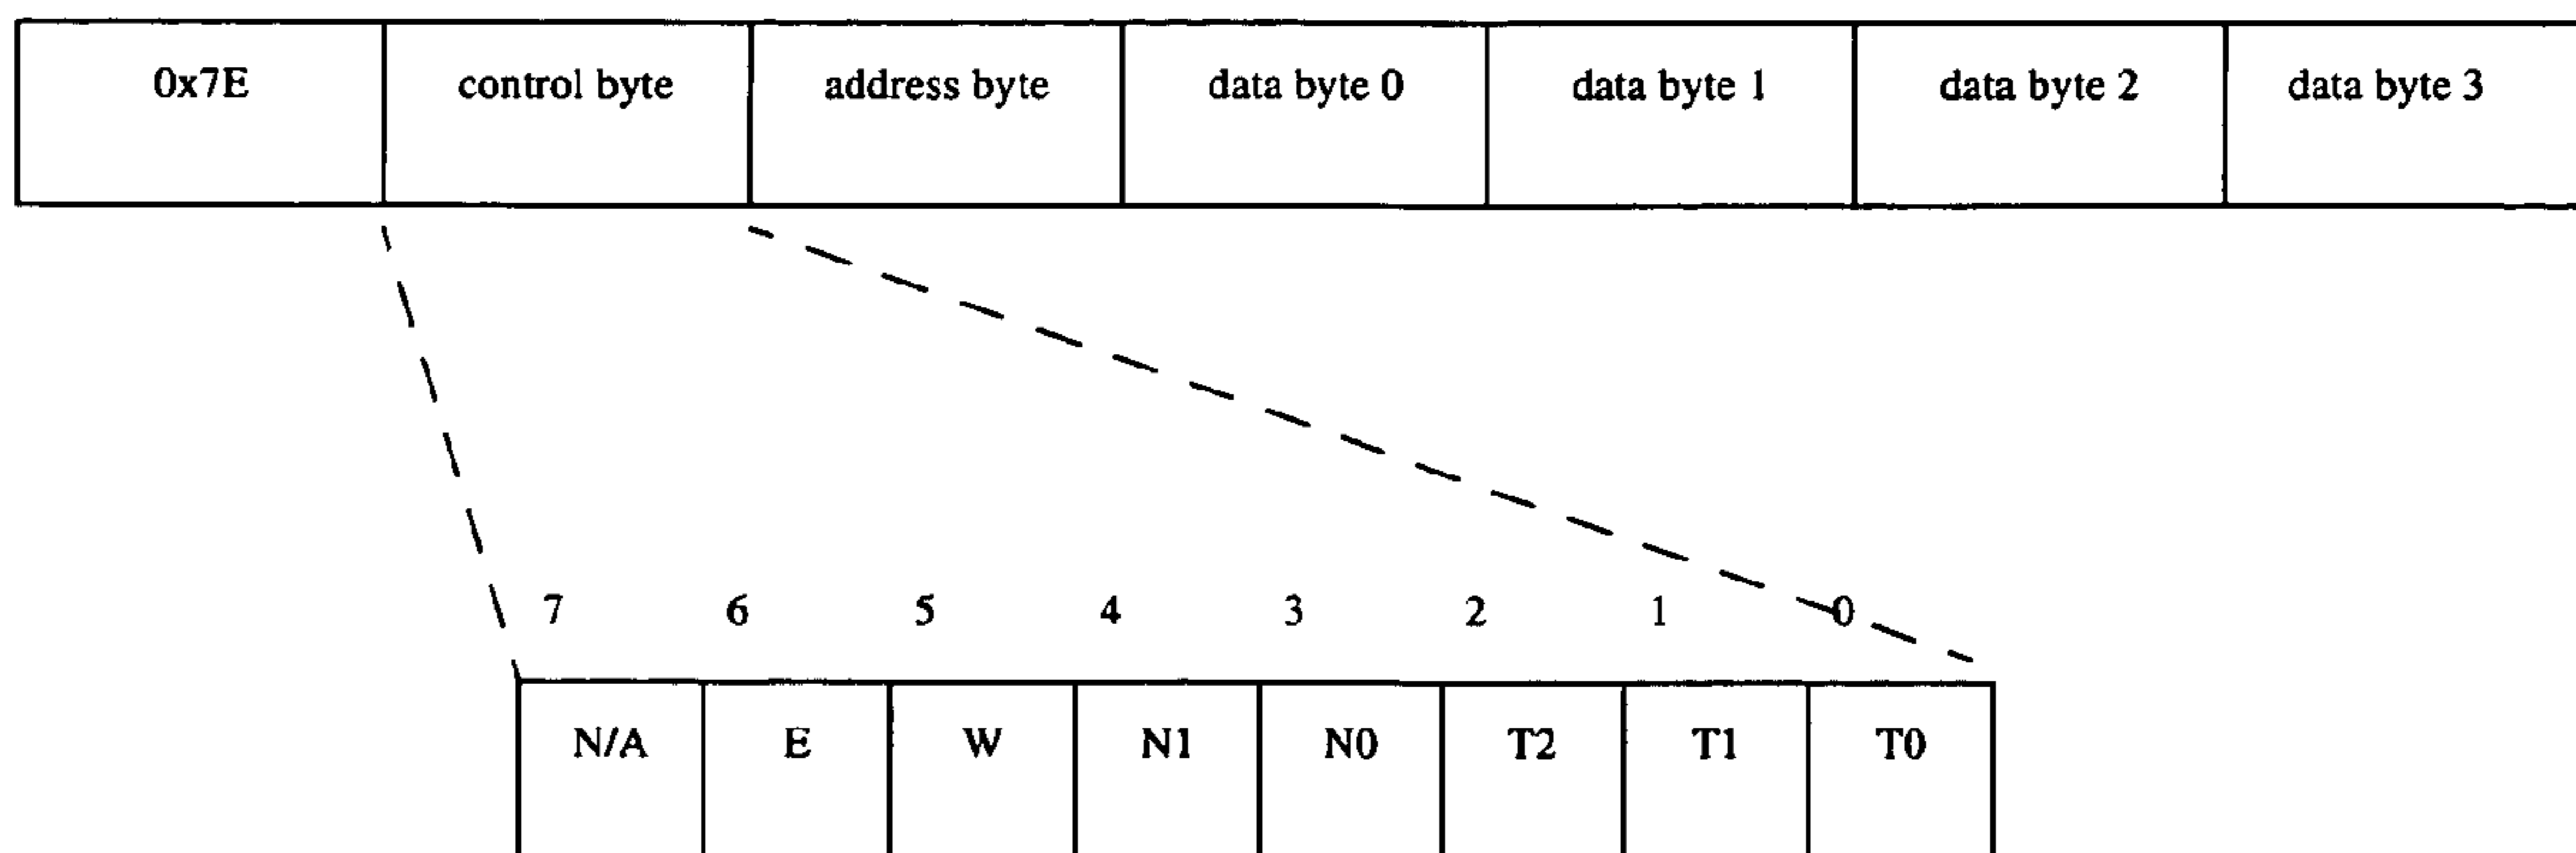 0x7E control byte address byte data byte 0 data byte 1 data byte 2 data byte 3
7 6 5 4 3 2 1 0
N/A E W N1 N0 T2 T1 T0